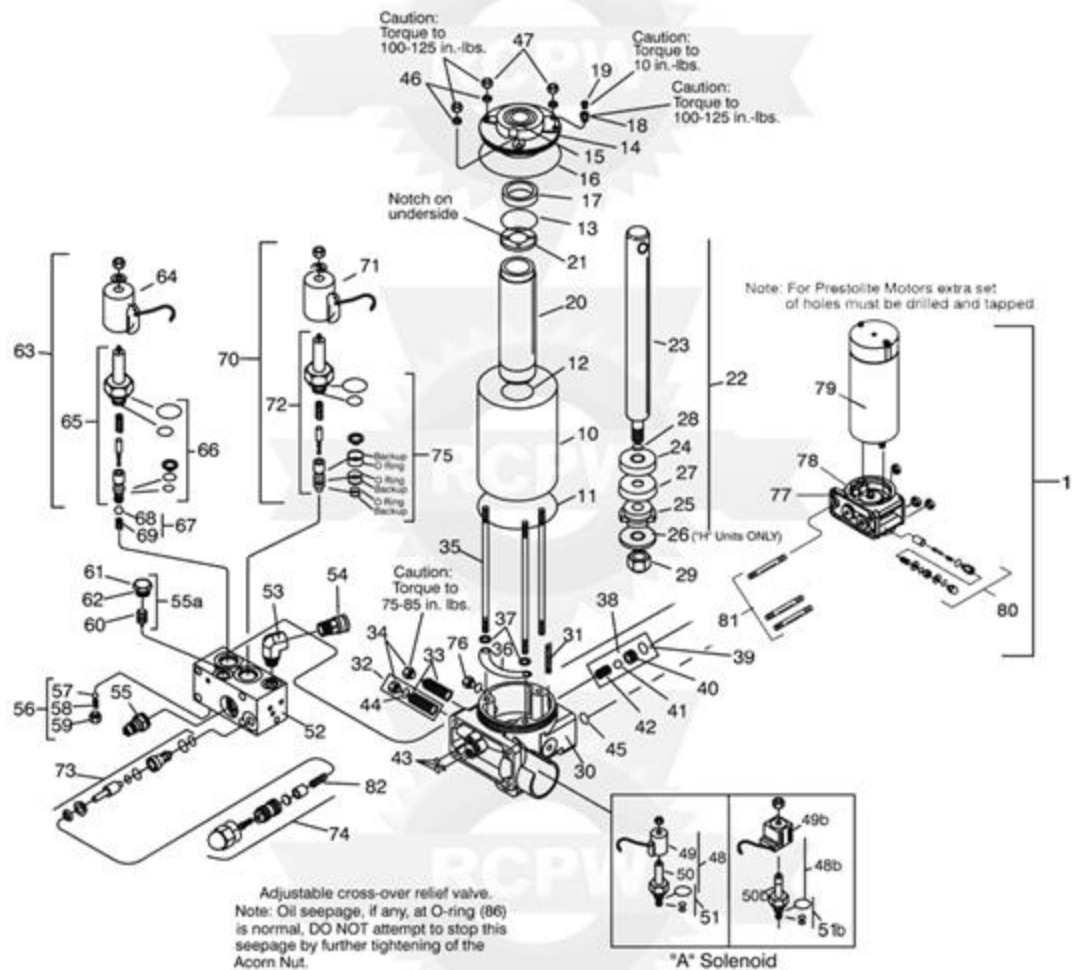 Caution:
Torque to
100-125 in.-lbs.
47
46
19
Caution:
Torque to
10 in.-lbs.
Caution:
Torque to
100-125 in.-lbs.
18
14
15
16
17
Notch on
underside
13
21
20
12
10
11
23
22
28
24
27
25
26 ("H" Units ONLY)
29
Note: For Prestolite Motors extra set
of holes must be drilled and tapped
79
78
77
1
80
81
63
64
65
66
68
69
67
70
71
72
75
Backup
O Ring
O Ring
Backup
O Ring
Backup
61
62
60
55a
53
54
35
Caution:
Torque to
75-85 in. lbs.
34
32
33
44
76
37
36
31
38
39
40
41
42
45
30
43
56
57
58
59
55
52
73
82
74
49
48
50
51
49b
48b
50b
51b
"A" Solenoid
Adjustable cross-over relief valve.
Note: Oil seepage, if any, at O-ring (86)
is normal, DO NOT attempt to stop this
seepage by further tightening of the
Acorn Nut.
RCPW
RCPW
RCPW